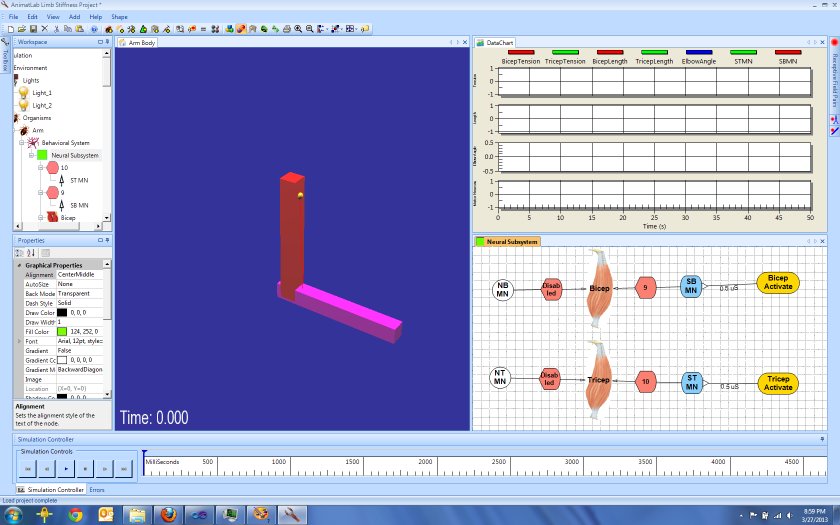 AnimatLab Limb Stiffness Project *
File Edit View Add Help Shape
Workspace
Toolbox
ulation
Environment
Lights
Light_1
Light_2
Organisms
Arm
Behavioral System
Neural Subsystem
10
ST MN
9
SB MN
Bicep
Properties
Graphical Properties
Alignment CenterMiddle
AutoSize None
Back Mode Transparent
Dash Style Solid
Draw Color 0, 0, 0
Draw Width 1
Fill Color 124, 252, 0
Font Arial, 12pt, style=
Gradient False
Gradient Cc 0, 0, 0, 0
Gradient M BackwardDiagon
Image
Location {X=0, Y=0}
Shadow Co 0, 0, 0
Alignment
Sets the alignment style of the
text of the node.
Arm Body
Time: 0.000
DataChart
BicepTension TricepTension BicepLength TricepLength ElbowAngle STMN SBMN
1
0
-1
1
0
-1
0.5
0.0
-0.5
1
0
-1
0 5 10 15 20 25 30 35 40 45 50
Time (s)
Receptive Field Pairs
Neural Subsystem
NB
MN
Disab
led
Bicep
9
SB
MN
0.5 uS
Bicep
Activate
NT
MN
Disab
led
Tricep
10
ST
MN
0.5 uS
Tricep
Activate
Simulation Controller
Simulation Controls
MilliSeconds 500 1000 1500 2000 2500 3000 3500 4000 4500
Simulation Controller Errors
Load project complete
8:59 PM
3/27/2013